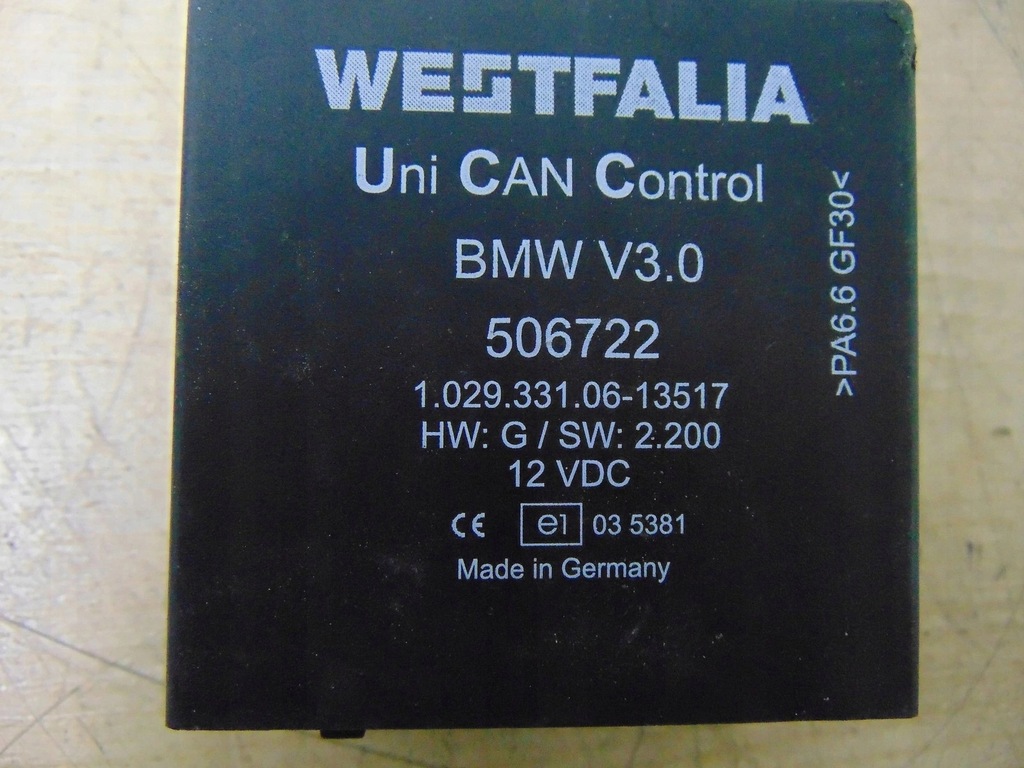 WESTFALIA
Uni CAN Control
BMW V3.0
506722
1.029.331.06-13517
HW: G / SW: 2.200
12 VDC
CE e1 03 5381
Made in Germany
>PA6.6 GF30<